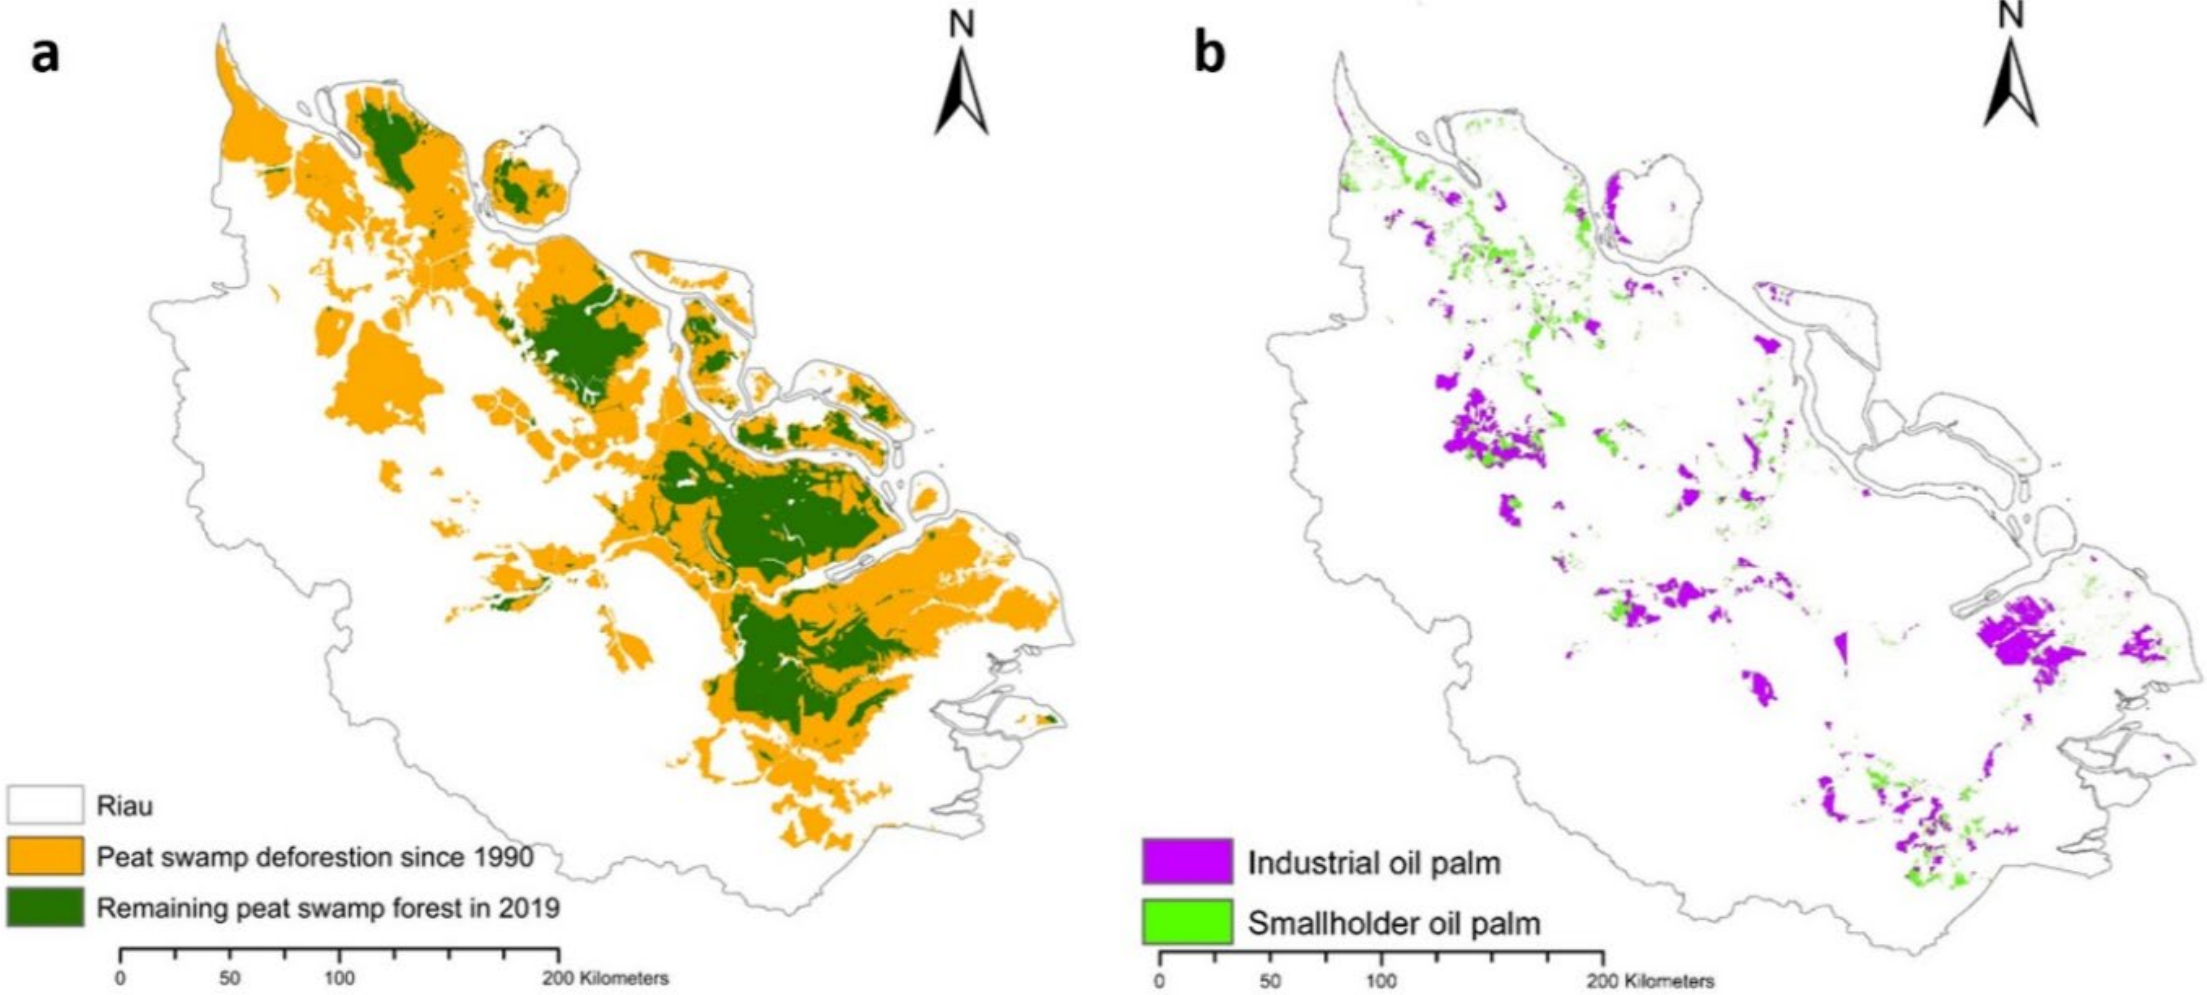 a
N
Riau
Peat swamp deforestion since 1990
Remaining peat swamp forest in 2019
0 50 100 200 Kilometers
b
N
Industrial oil palm
Smallholder oil palm
0 50 100 200 Kilometers